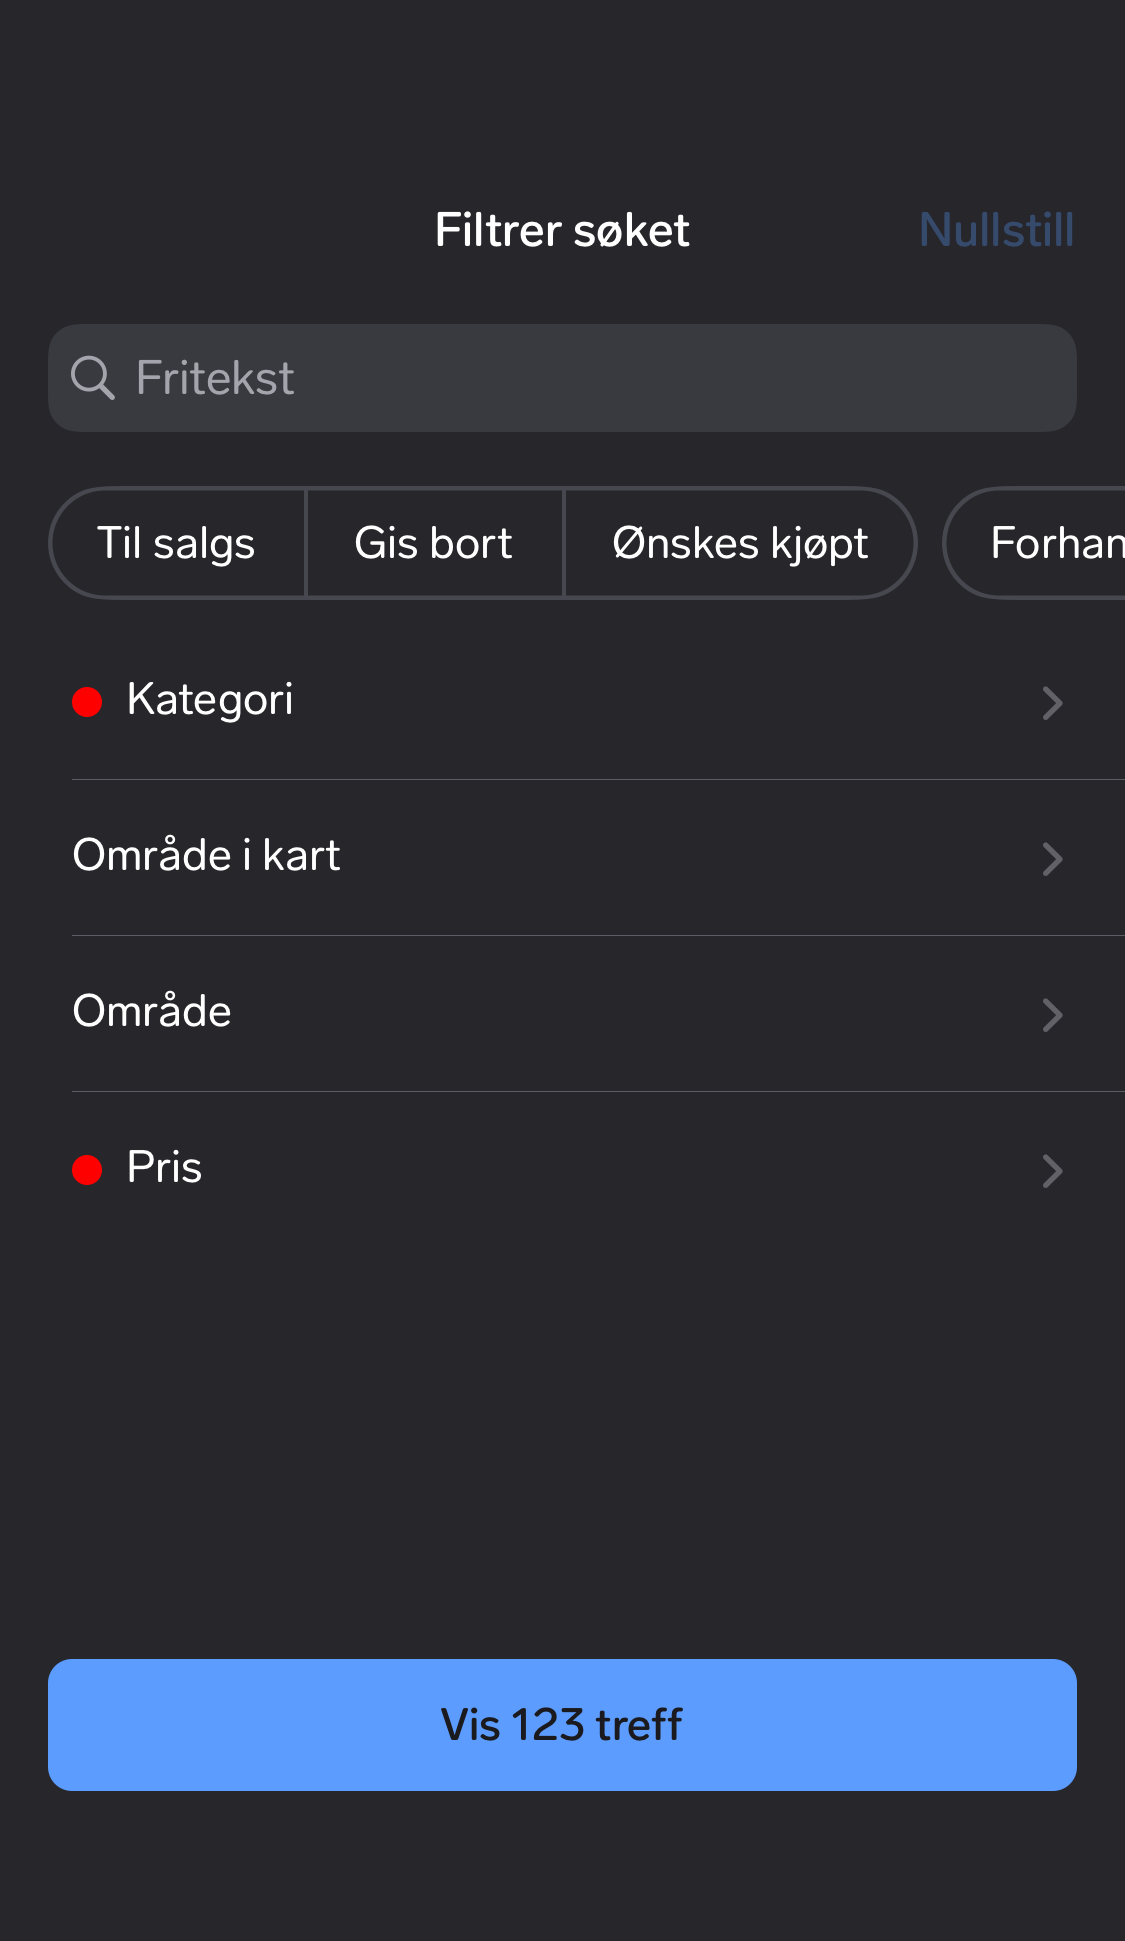 Filtrer søket Nullstill
Fritekst
Til salgs Gis bort Ønskes kjøpt Forhan
Kategori
Område i kart
Område
Pris
Vis 123 treff